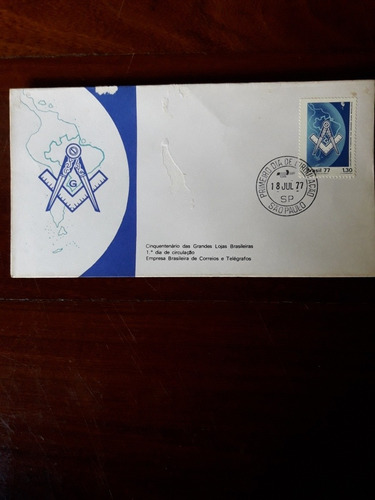 G
Brasil 77 1,30
PRIMEIRO DIA DE CIRCULAÇÃO
18 JUL 77
SP
SÃO PAULO
Cinquentenário das Grandes Lojas Brasileiras
1.º dia de circulação
Empresa Brasileira de Correios e Telégrafos